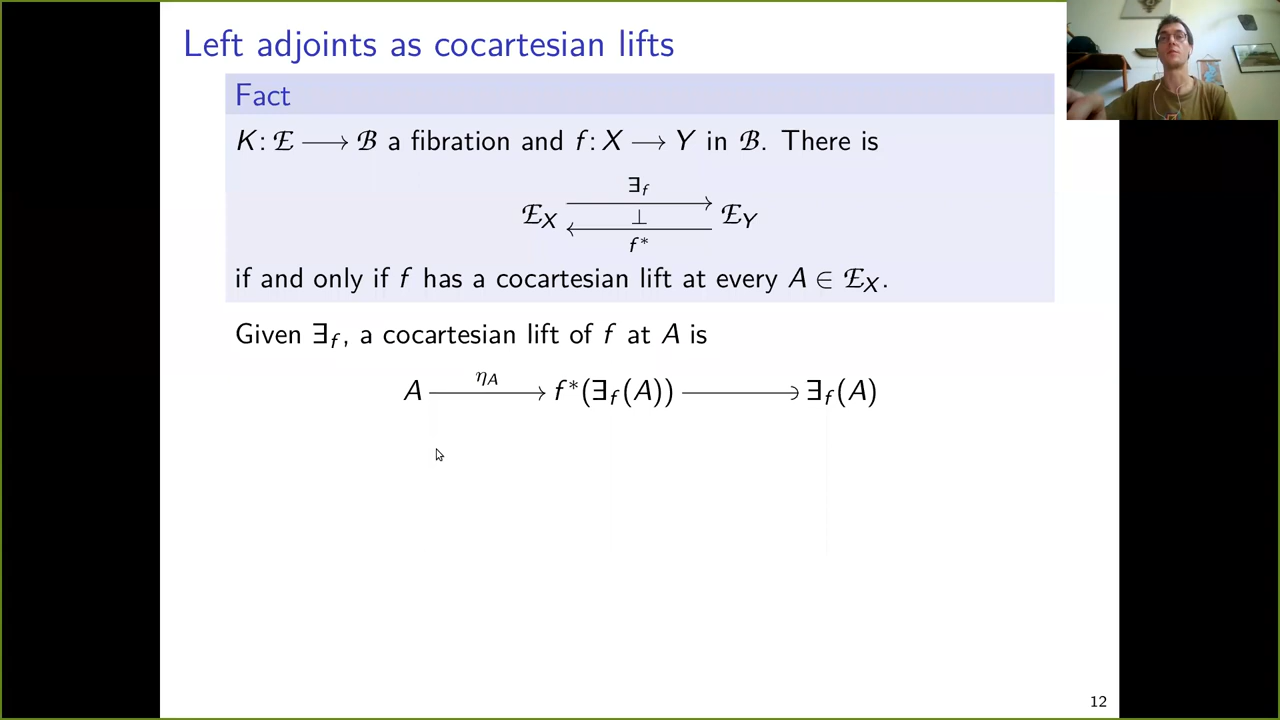 Left adjoints as cocartesian lifts
Fact
K: ℰ ⟶ ℬ a fibration and f: X ⟶ Y in ℬ. There is
∃f
ℰX ⊥ ℰY
f*
if and only if f has a cocartesian lift at every A ∈ ℰX.
Given ∃f, a cocartesian lift of f at A is
A ηA⟶ f*(∃f(A)) ⟶ ∃f(A)
12